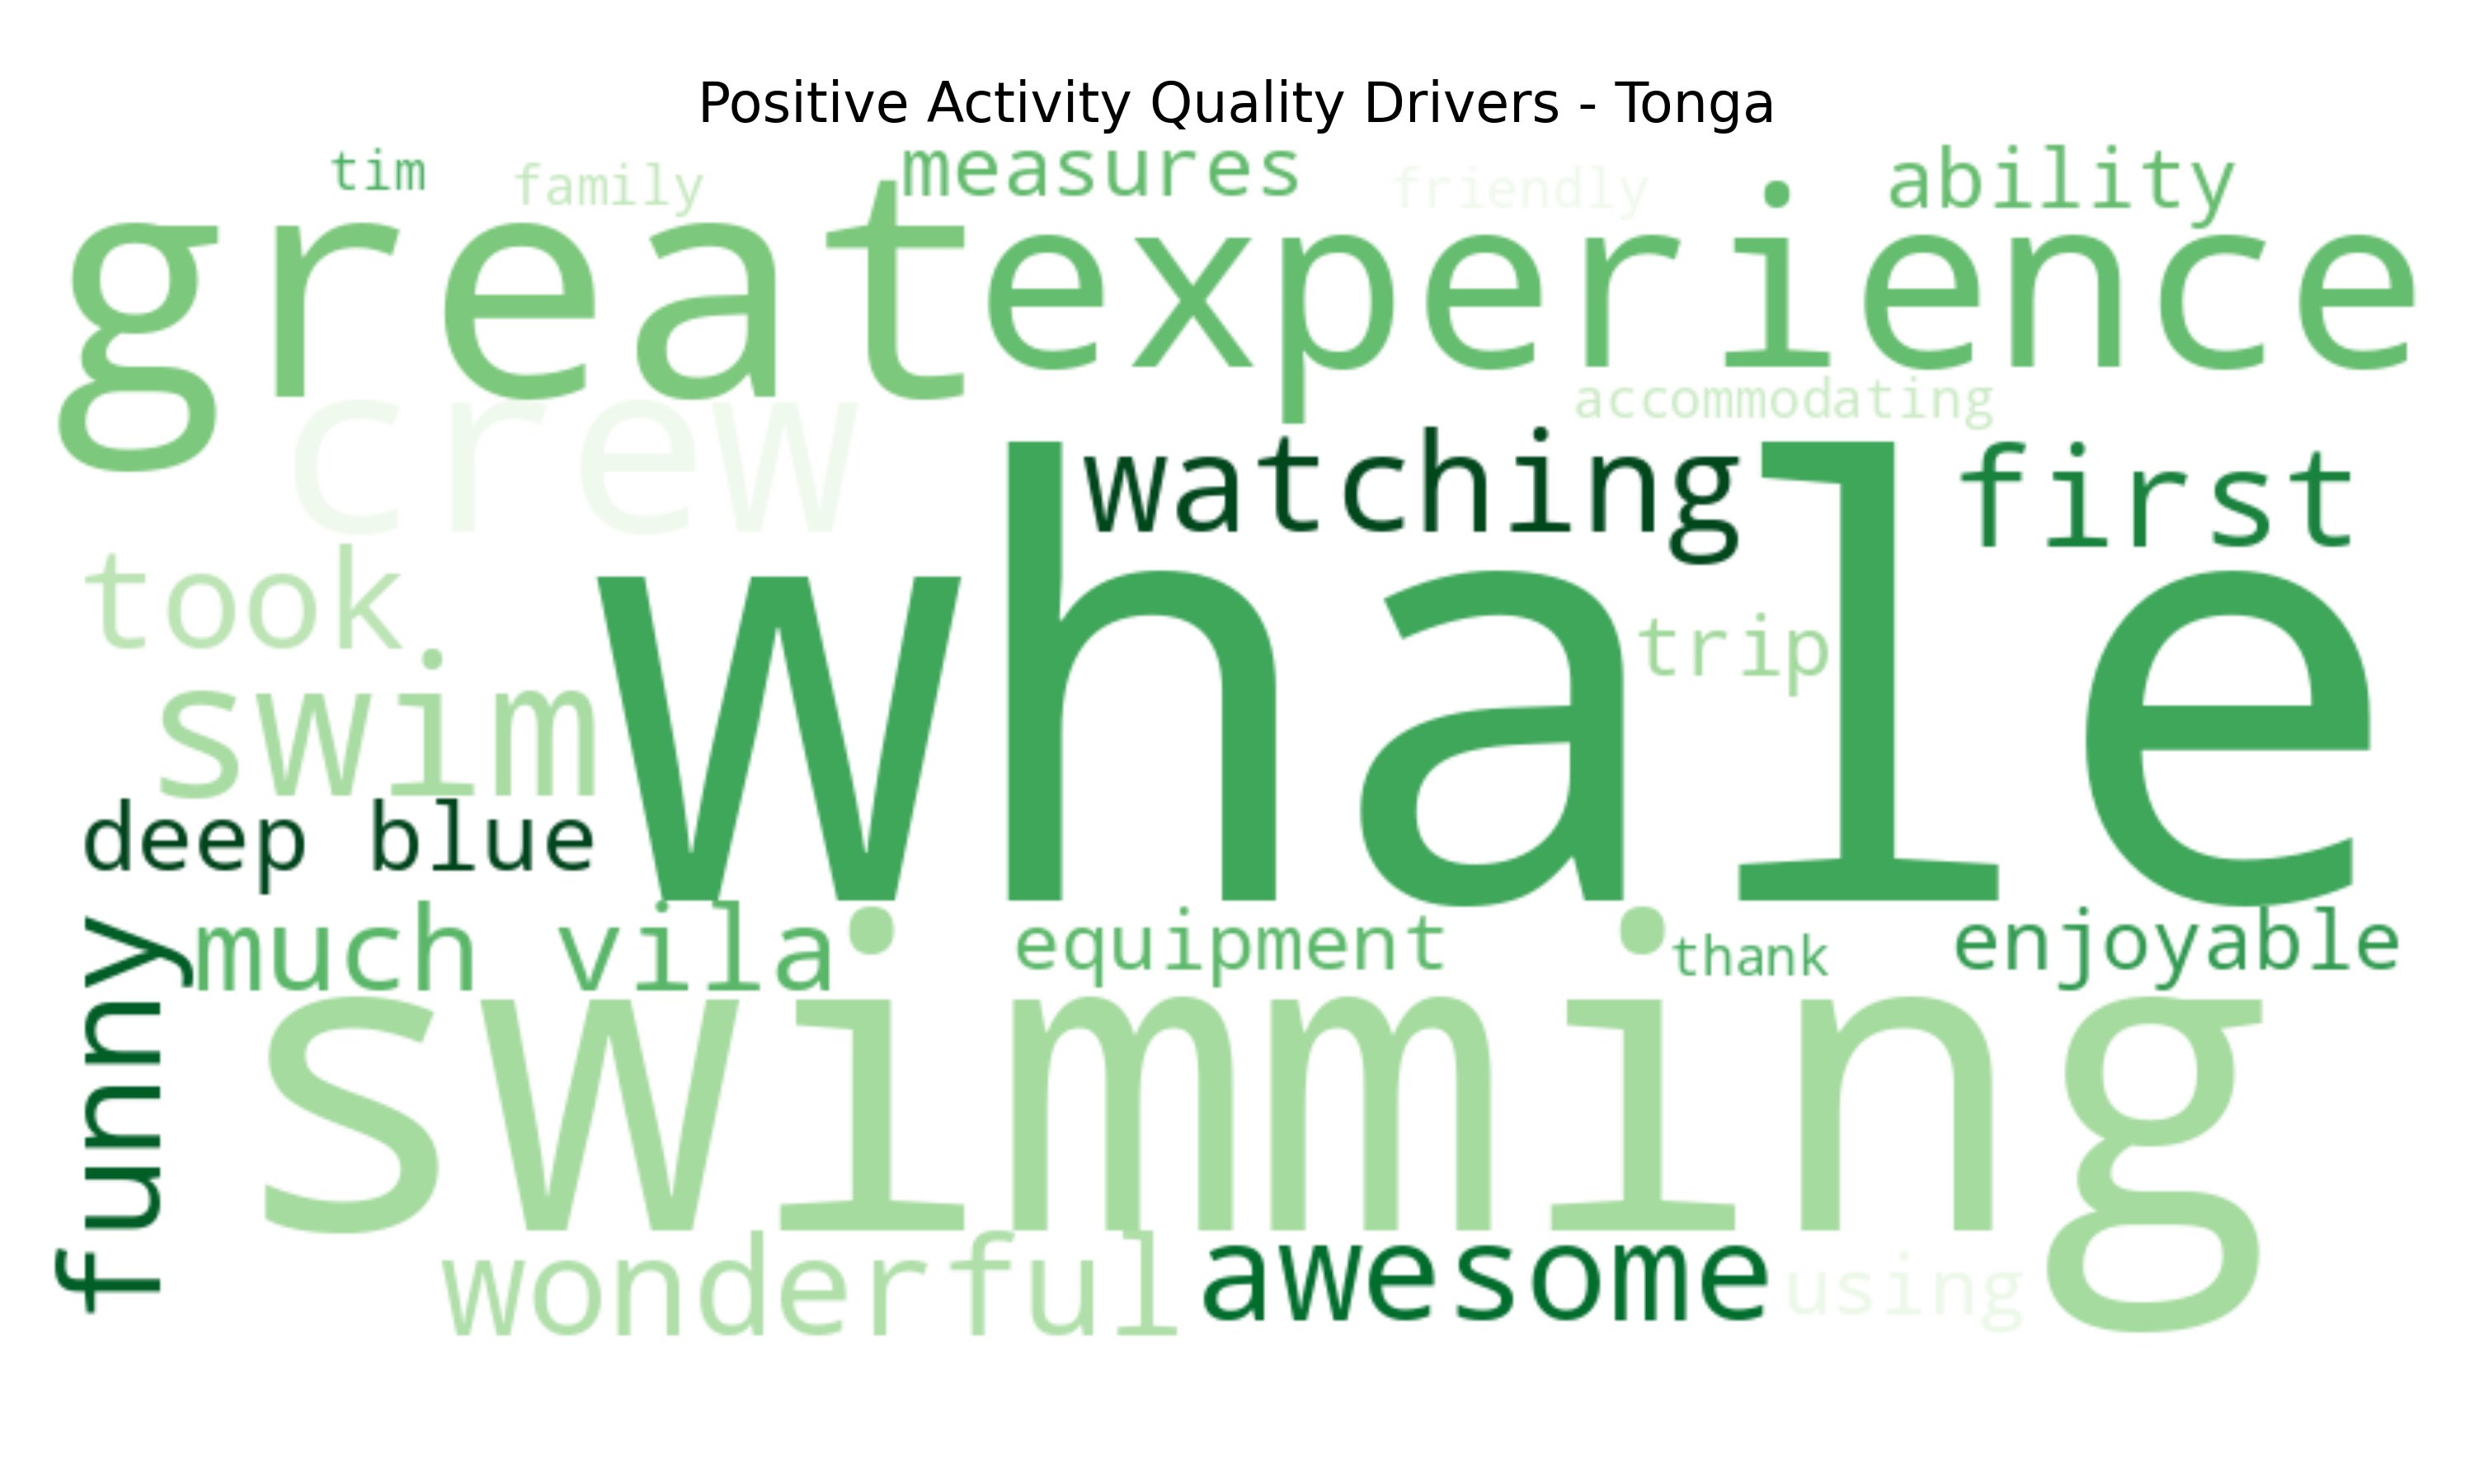 Positive Activity Quality Drivers - Tonga
tim
family
measures
friendly
ability
great
experience
accommodating
crew
watching
first
took
whale
trip
swim
deep blue
funny
much vila
equipment
thank
enjoyable
swimming
wonderful
awesome
using